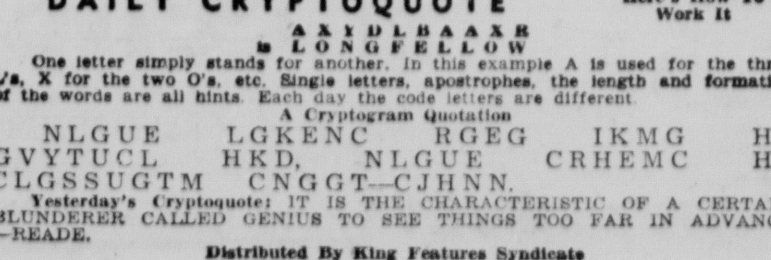 DAILY CRYPTOQUOTE
Work It
A X Y D L B A A X R
is L O N G F E L L O W
One letter simply stands for another. In this example A is used for the
X for the two O's, etc. Single letters, apostrophes, the length and
of the words are all hints. Each day the code letters are different.
A Cryptogram Quotation
NLGUE LGKENC RGEG IKMG H
GVYTUCL HKD, NLGUE CRHEMC H
CLGSSUGTM CNGGT—CJHNN.
Yesterday's Cryptoquote: IT IS THE CHARACTERISTIC OF A
BLUNDERER CALLED GENIUS TO SEE THINGS TOO FAR IN
—READE.
Distributed By King Features Syndicate